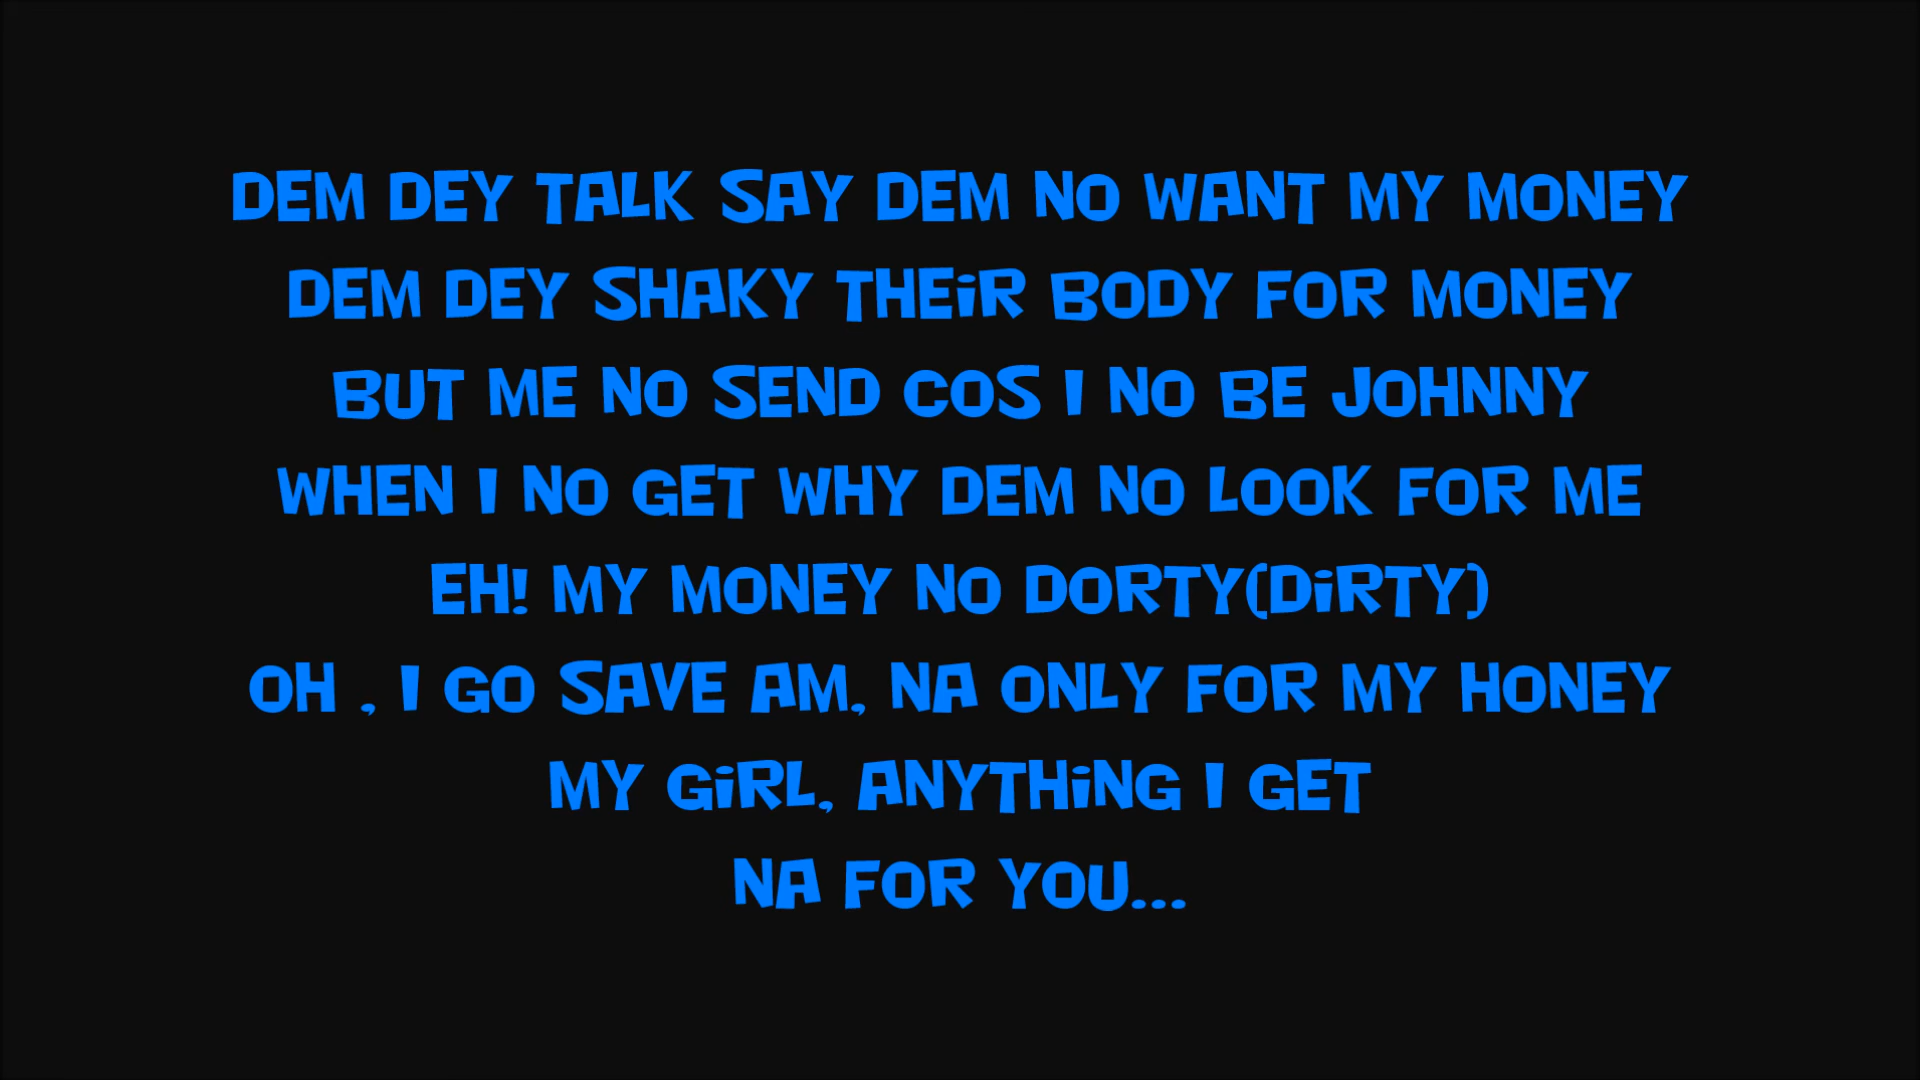 DEM DEY TALK SAY DEM NO WANT MY MONEY
DEM DEY SHAKY THEIR BODY FOR MONEY
BUT ME NO SEND COS I NO BE JOHNNY
WHEN I NO GET WHY DEM NO LOOK FOR ME
EH! MY MONEY NO DORTY(DIRTY)
OH , I GO SAVE AM, NA ONLY FOR MY HONEY
MY GIRL, ANYTHING I GET
NA FOR YOU...